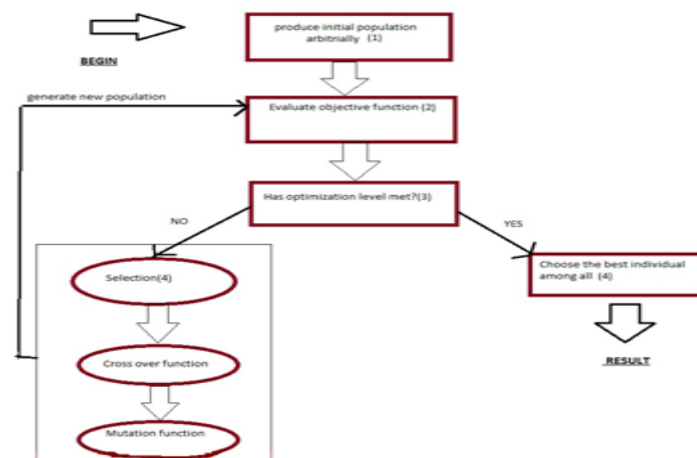 produce initial population
arbitrially (1)
BEGIN
generate new population
Evaluate objective function (2)
Has optimization level met?(3)
NO
YES
Selection(4)
Choose the best individual
among all (4)
Cross over function
RESULT
Mutation function